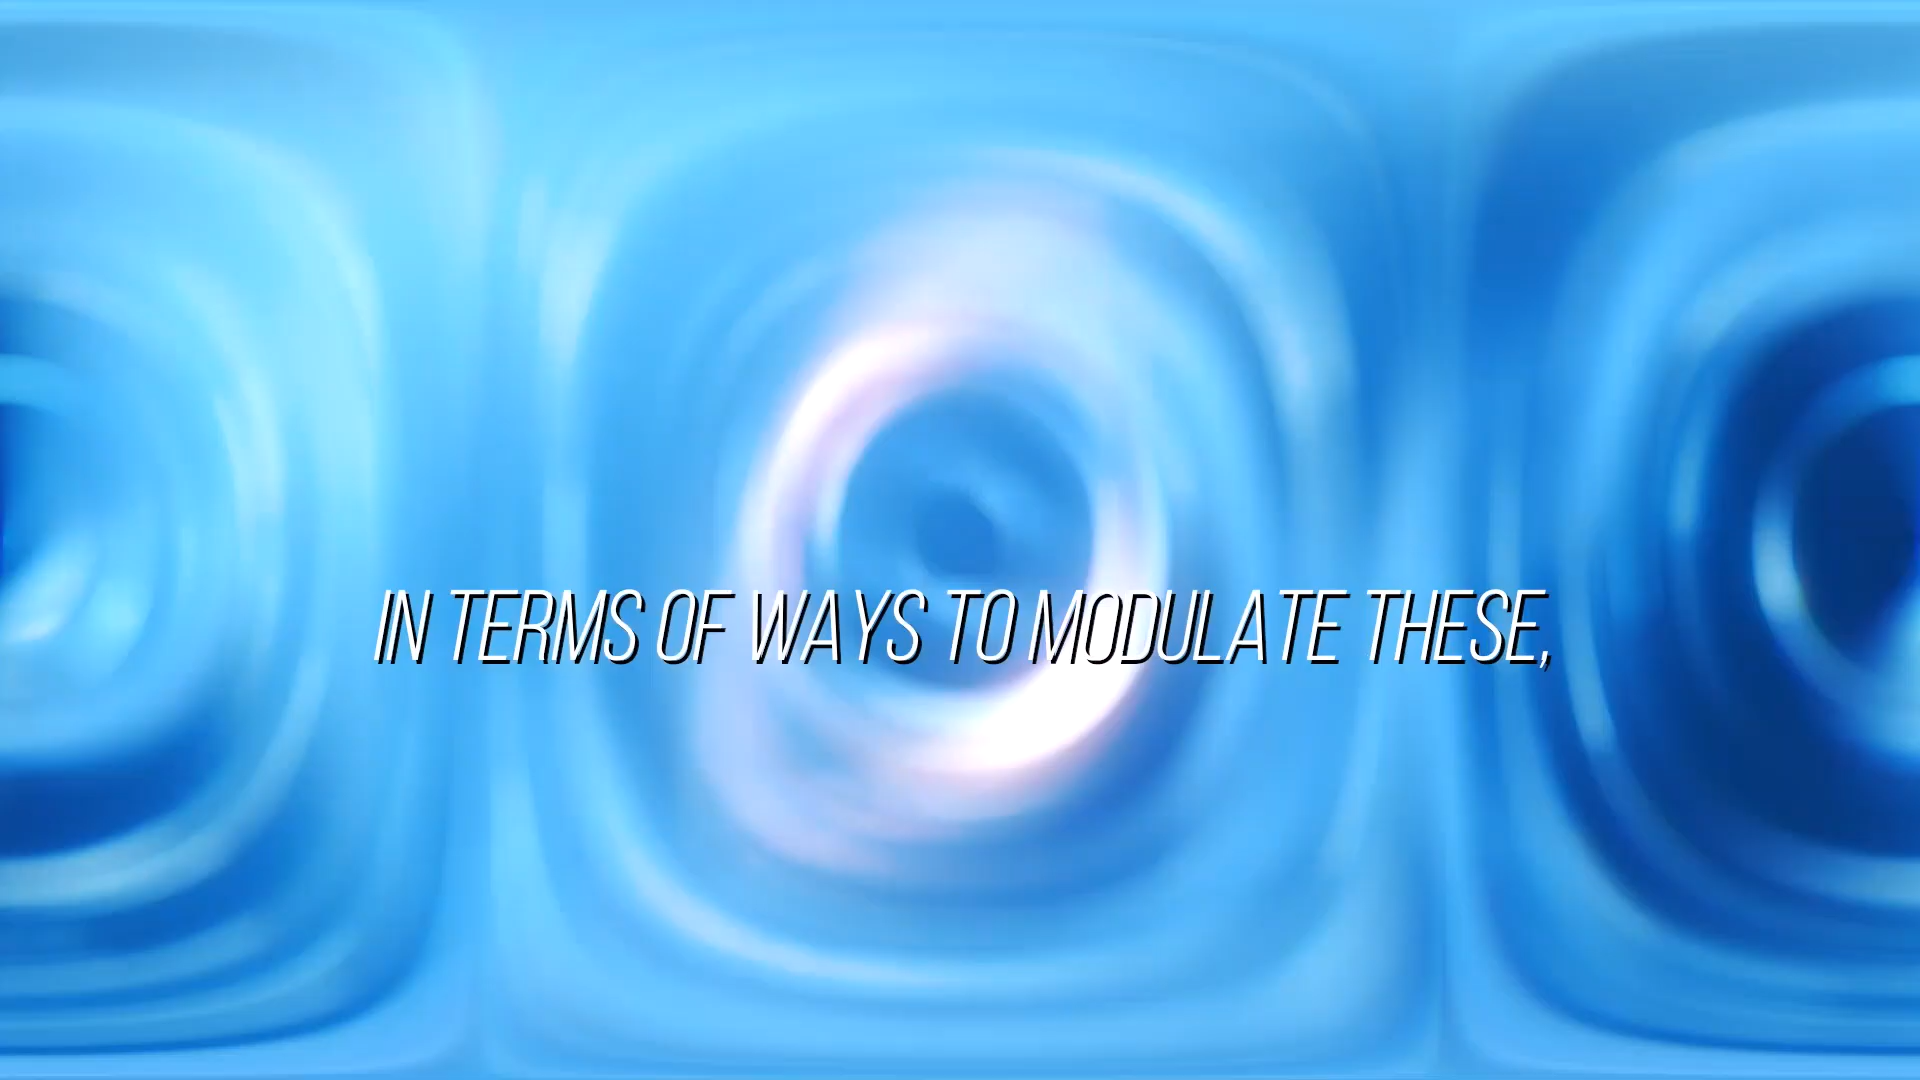 IN TERMS OF WAYS TO MODULATE THESE,